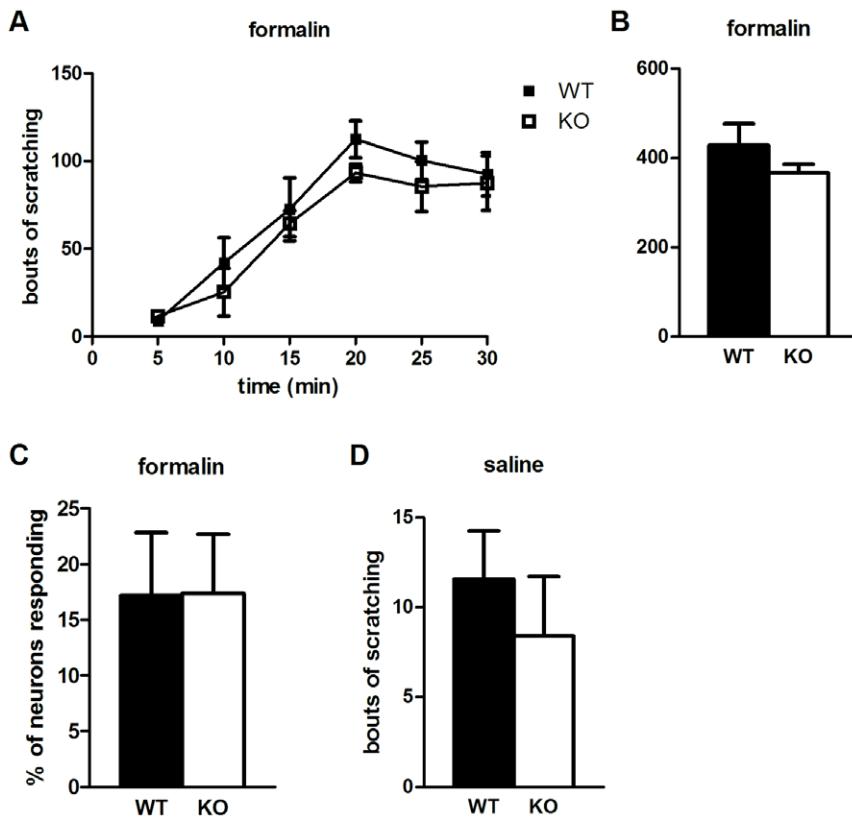 A
formalin
bouts of scratching
150
100
50
0
0 5 10 15 20 25 30
time (min)
WT
KO
B
formalin
600
400
200
0
WT KO
C
formalin
% of neurons responding
25
20
15
10
5
0
WT KO
D
saline
bouts of scratching
15
10
5
0
WT KO